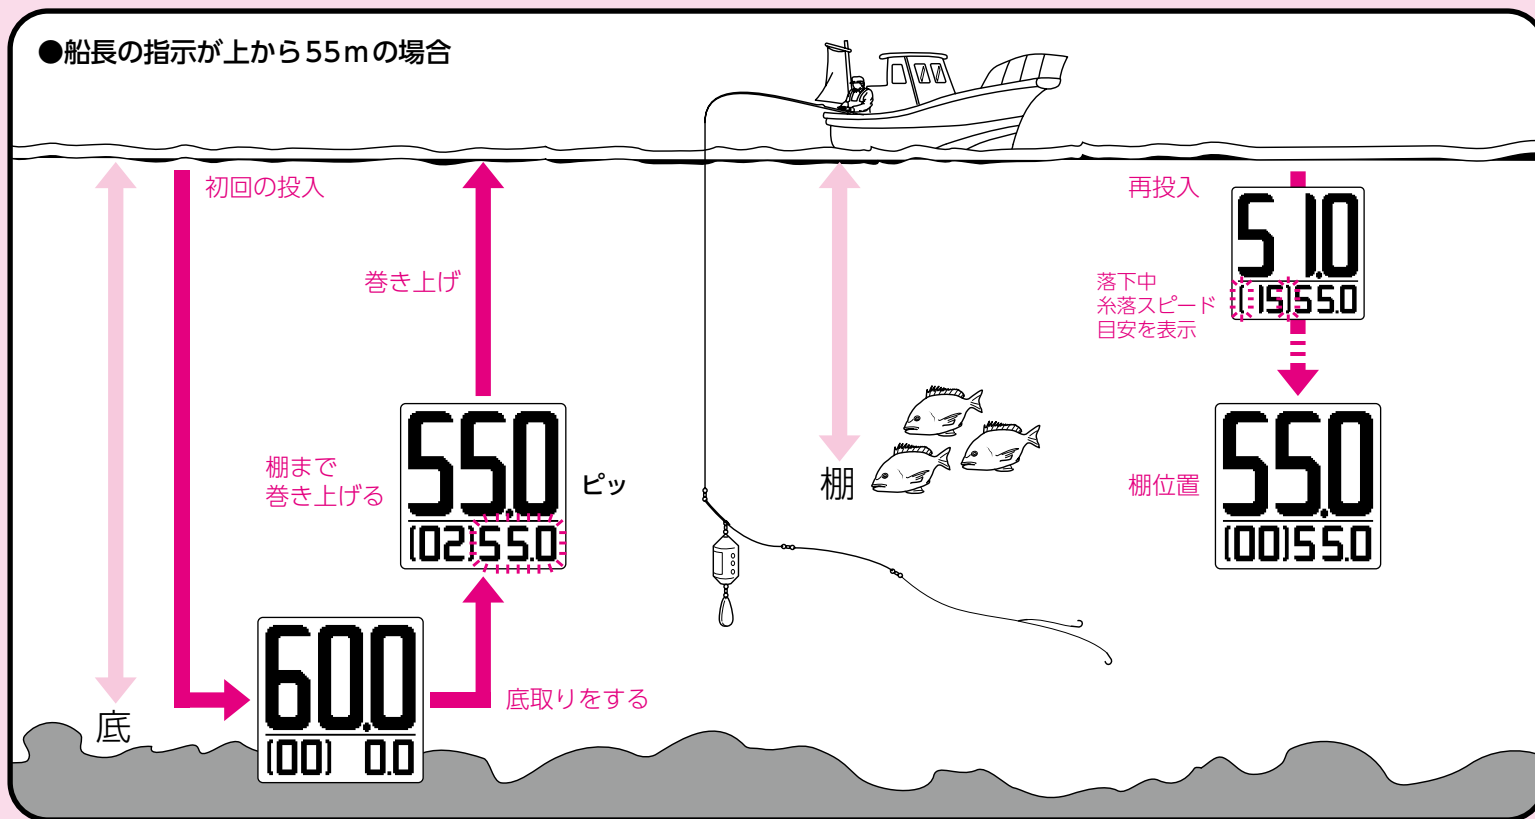 ●船長の指示が上から55mの場合
初回の投入
巻き上げ
棚まで
巻き上げる
55.0
(02)55.0
ピッ
底
60.0
(00) 0.0
底取りをする
棚
再投入
51.0
(15)55.0
落下中
糸落スピード
目安を表示
棚位置
55.0
(00)55.0